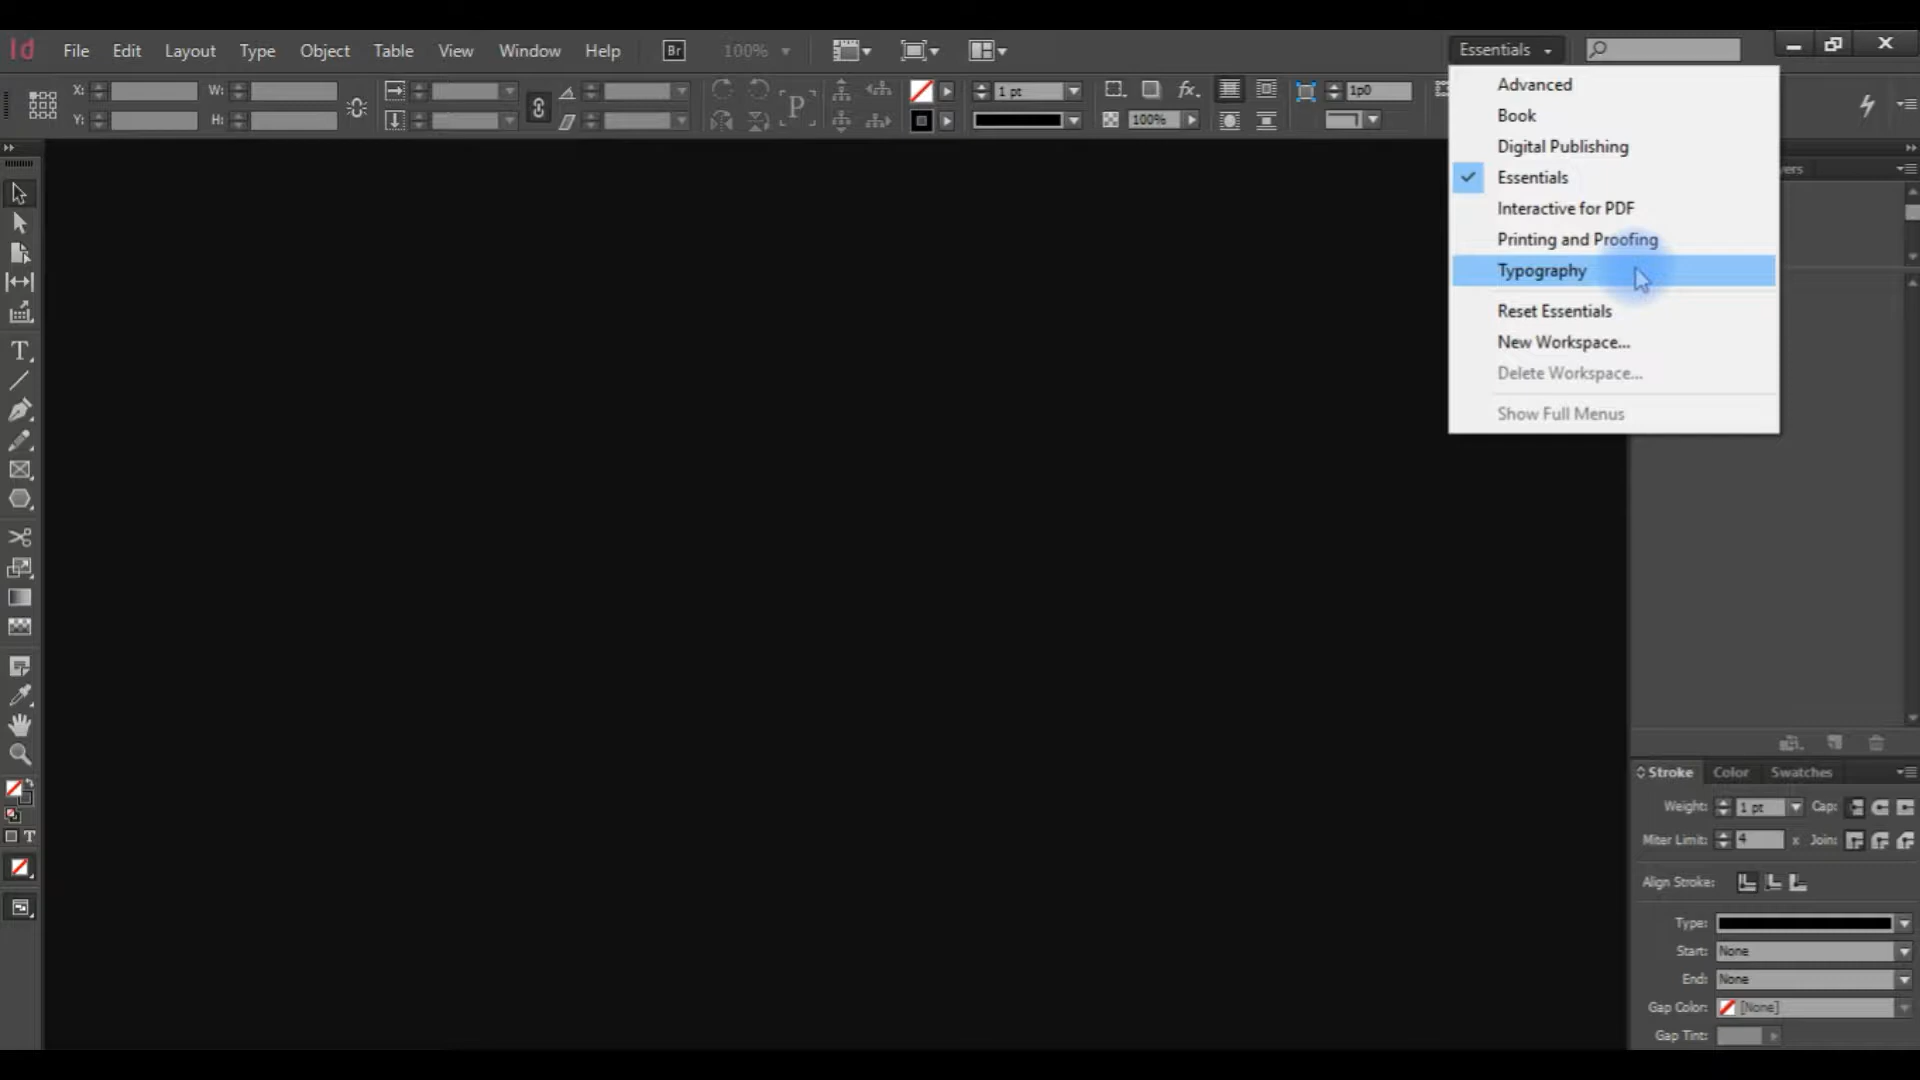 Id File Edit Layout Type Object Table View Window Help Br 100% Essentials
X: W: 1 pt fx. 1p0
Y: H: P 100%
Advanced
Book
Digital Publishing
Essentials
Interactive for PDF
Printing and Proofing
Typography
Reset Essentials
New Workspace...
Delete Workspace...
Show Full Menus
yers
T
T
Stroke Color Swatches
Weight: 1 pt Cap:
Miter Limit: 4 x Join:
Align Stroke:
Type:
Start: None
End: None
Gap Color: [None]
Gap Tint: